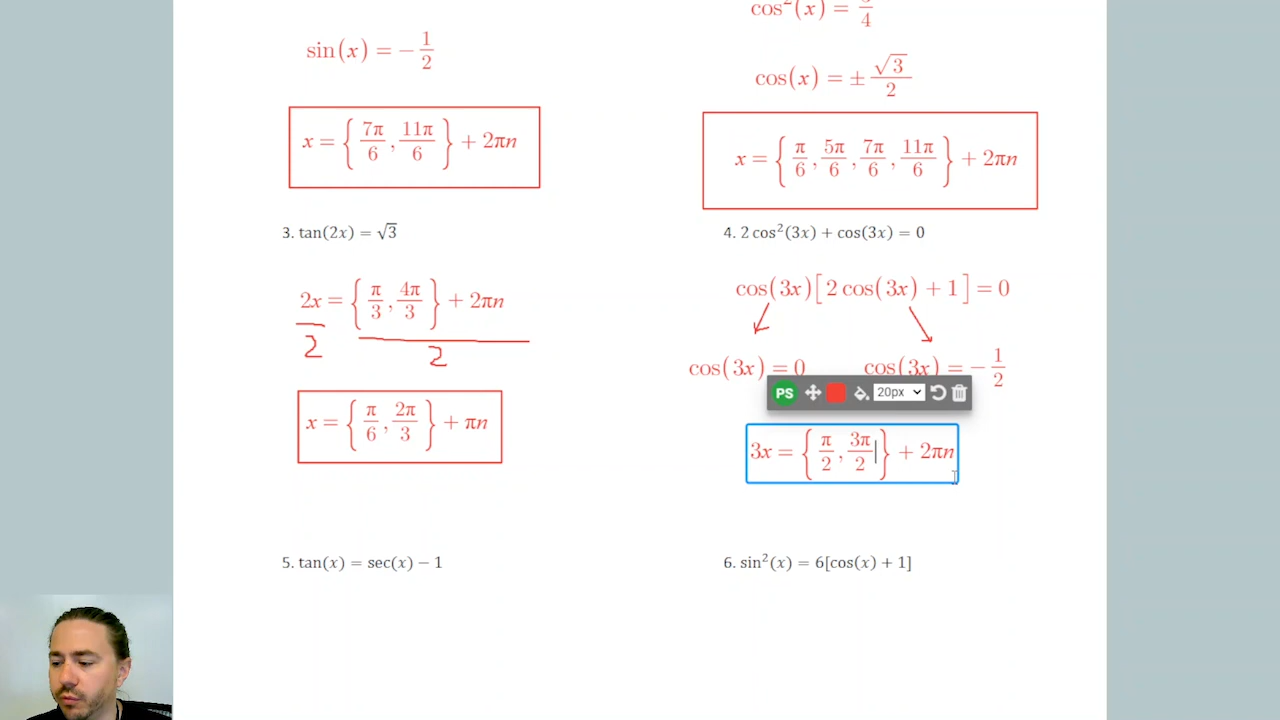 sin(x) = −1/2
x = {7π/6, 11π/6} + 2πn
cos²(x) = 3/4
cos(x) = ± √3/2
x = {π/6, 5π/6, 7π/6, 11π/6} + 2πn
3. tan(2x) = √3
2x = {π/3, 4π/3} + 2πn
2 2
x = {π/6, 2π/3} + πn
4. 2 cos²(3x) + cos(3x) = 0
cos(3x)[2 cos(3x) + 1] = 0
cos(3x) = 0 cos(3x) = −1/2
PS 20px
3x = {π/2, 3π/2} + 2πn
5. tan(x) = sec(x) − 1
6. sin²(x) = 6[cos(x) + 1]